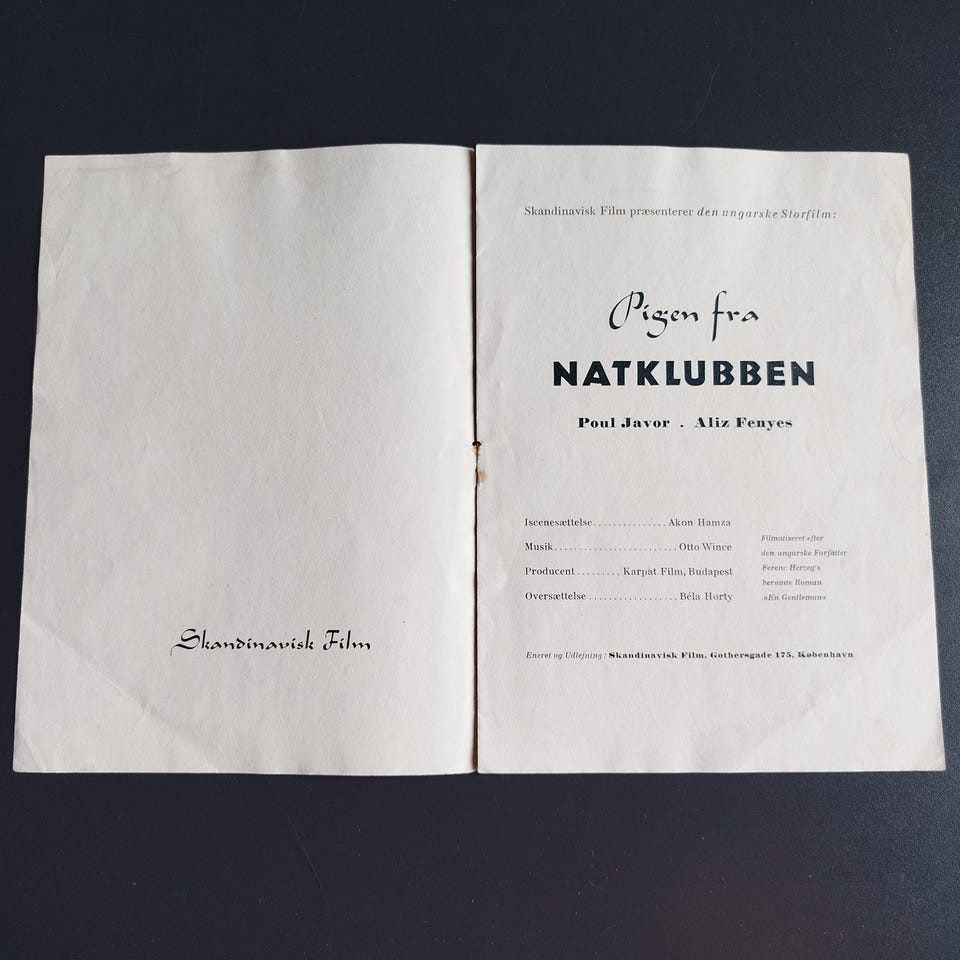 Skandinavisk Film
Skandinavisk Film præsenterer den ungarske Storfilm:
Pigen fra
NATKLUBBEN
Poul Javor . Aliz Fenyes
Iscenesættelse............... Akon Hamza
Musik......................... Otto Wince
Producent......... Karpàt Film, Budapest
Oversættelse .................. Béla Horty
Filmatiseret efter
den ungarske Forfatter
Ferenc Herzeg's
berømte Roman
»En Gentleman«
Eneret og Udlejning: Skandinavisk Film, Gothersgade 175, København